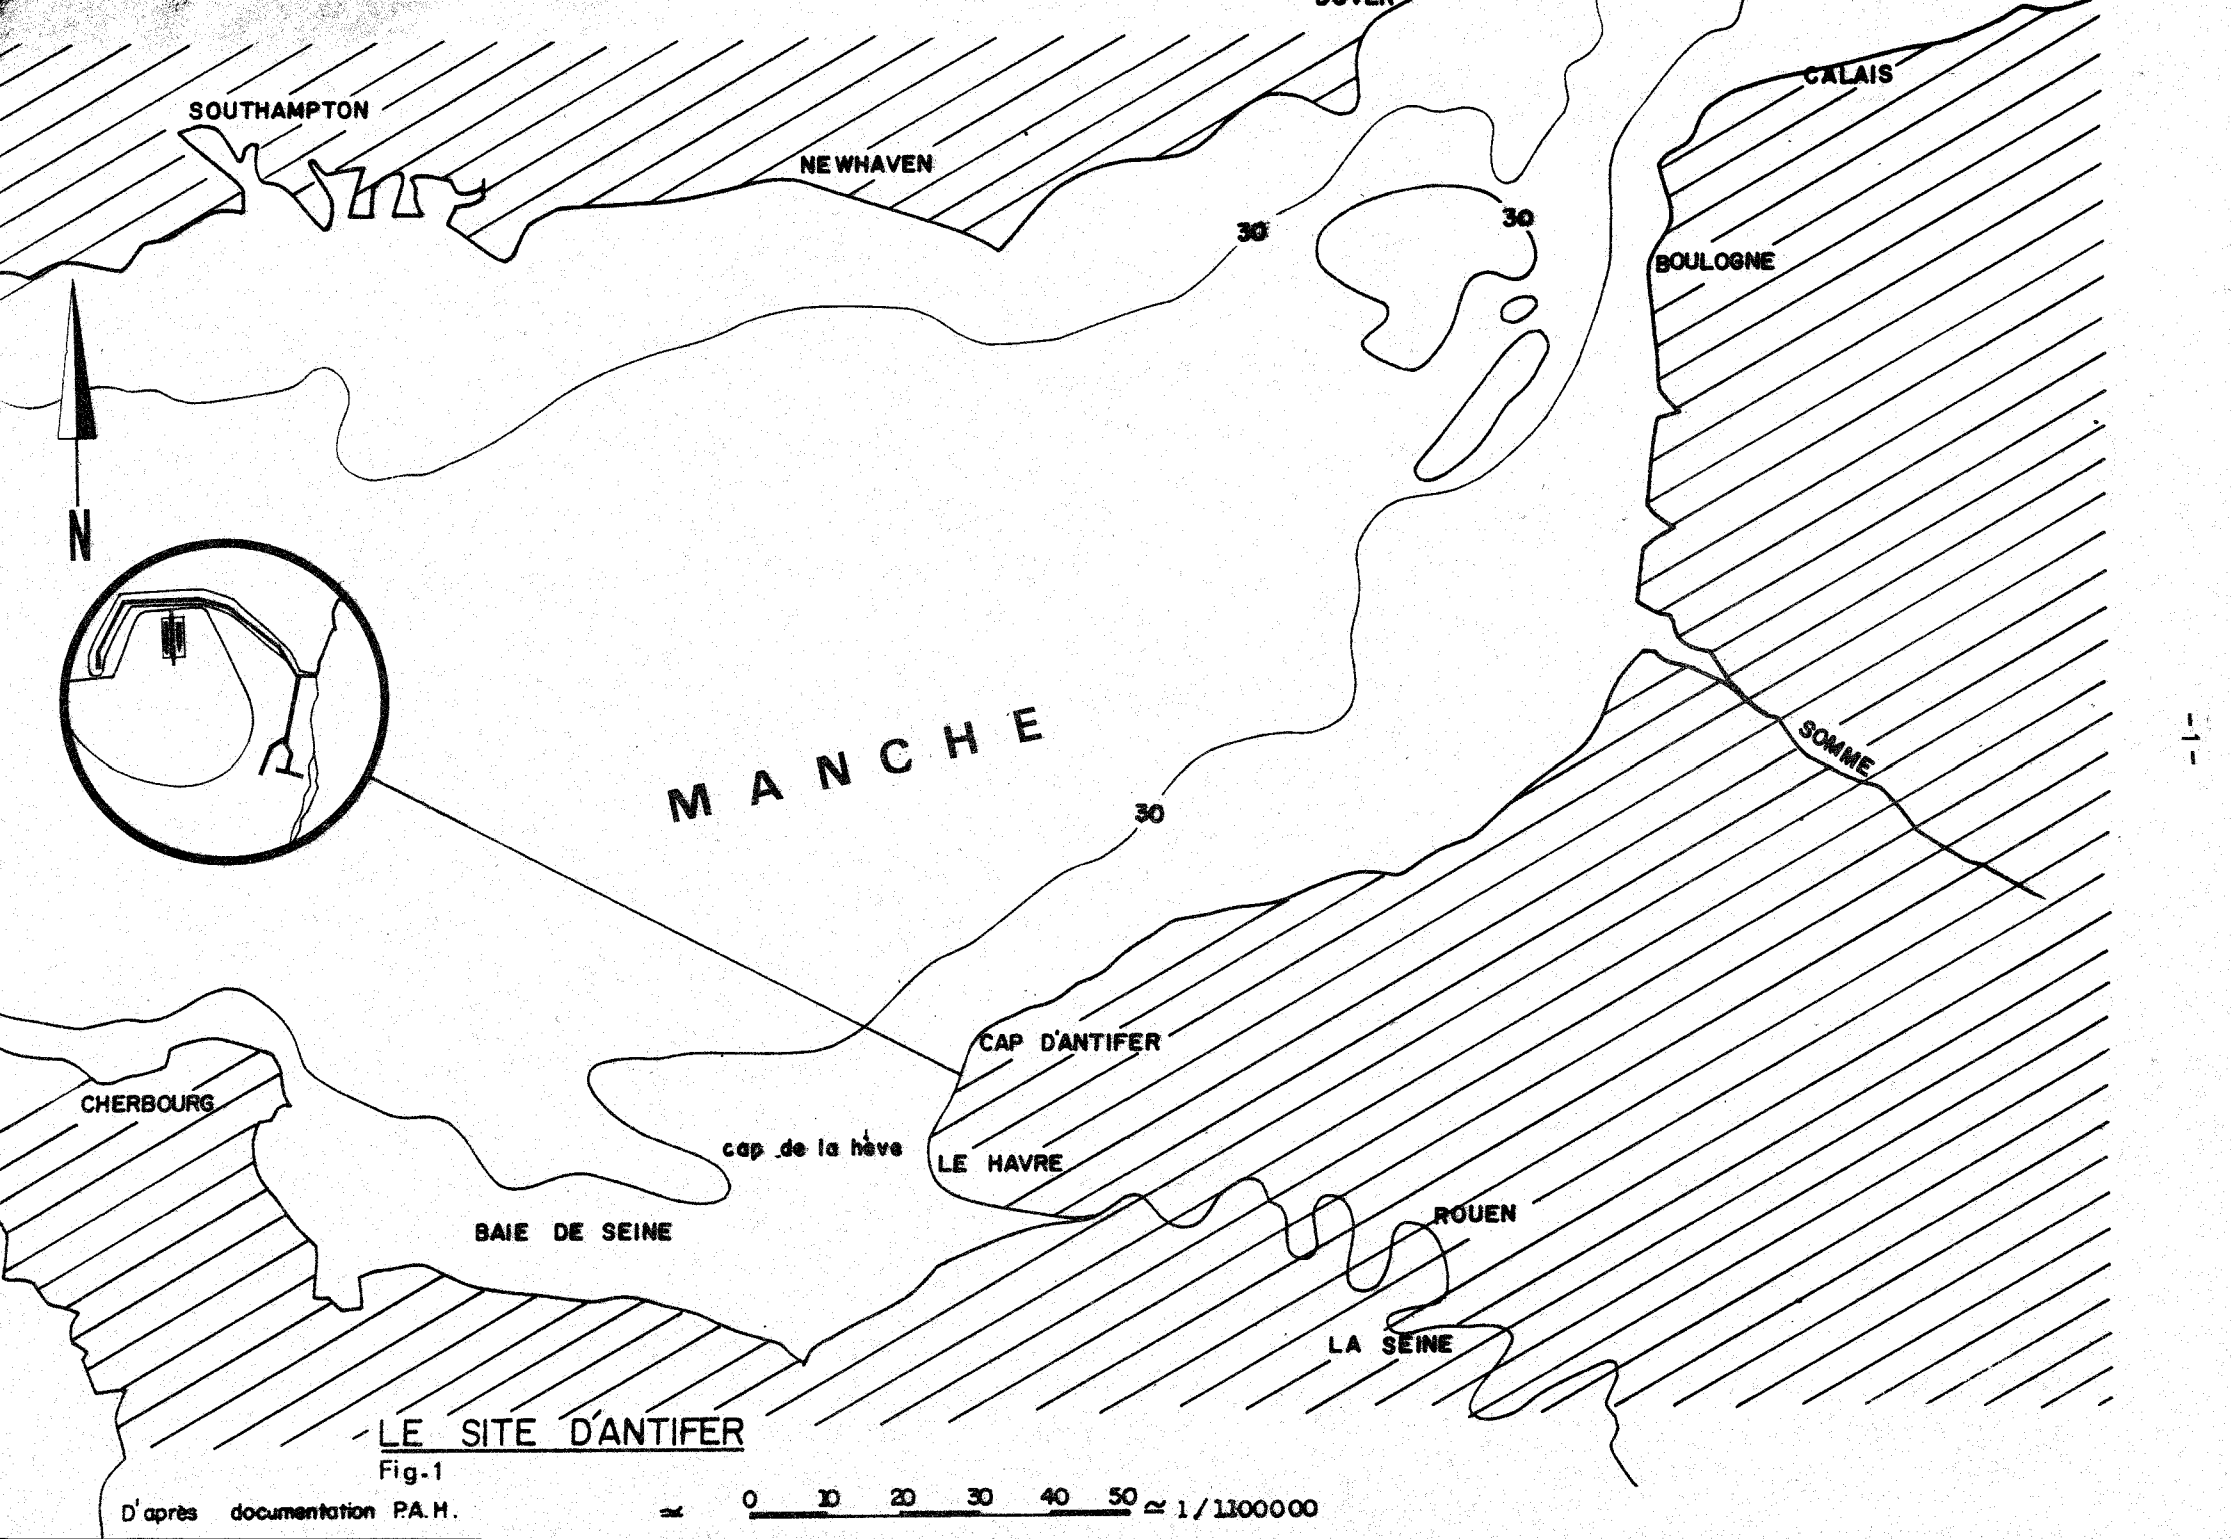 DOVER
CALAIS
SOUTHAMPTON
NEWHAVEN
30
30
BOULOGNE
N
MANCHE
SOMME
-1-
30
CAP D'ANTIFER
CHERBOURG
cap de la hève
LE HAVRE
BAIE DE SEINE
ROUEN
LA SEINE
LE SITE D'ANTIFER
Fig.1
D'après documentation P.A.H.
≃ 0 10 20 30 40 50 ≃ 1/1100000